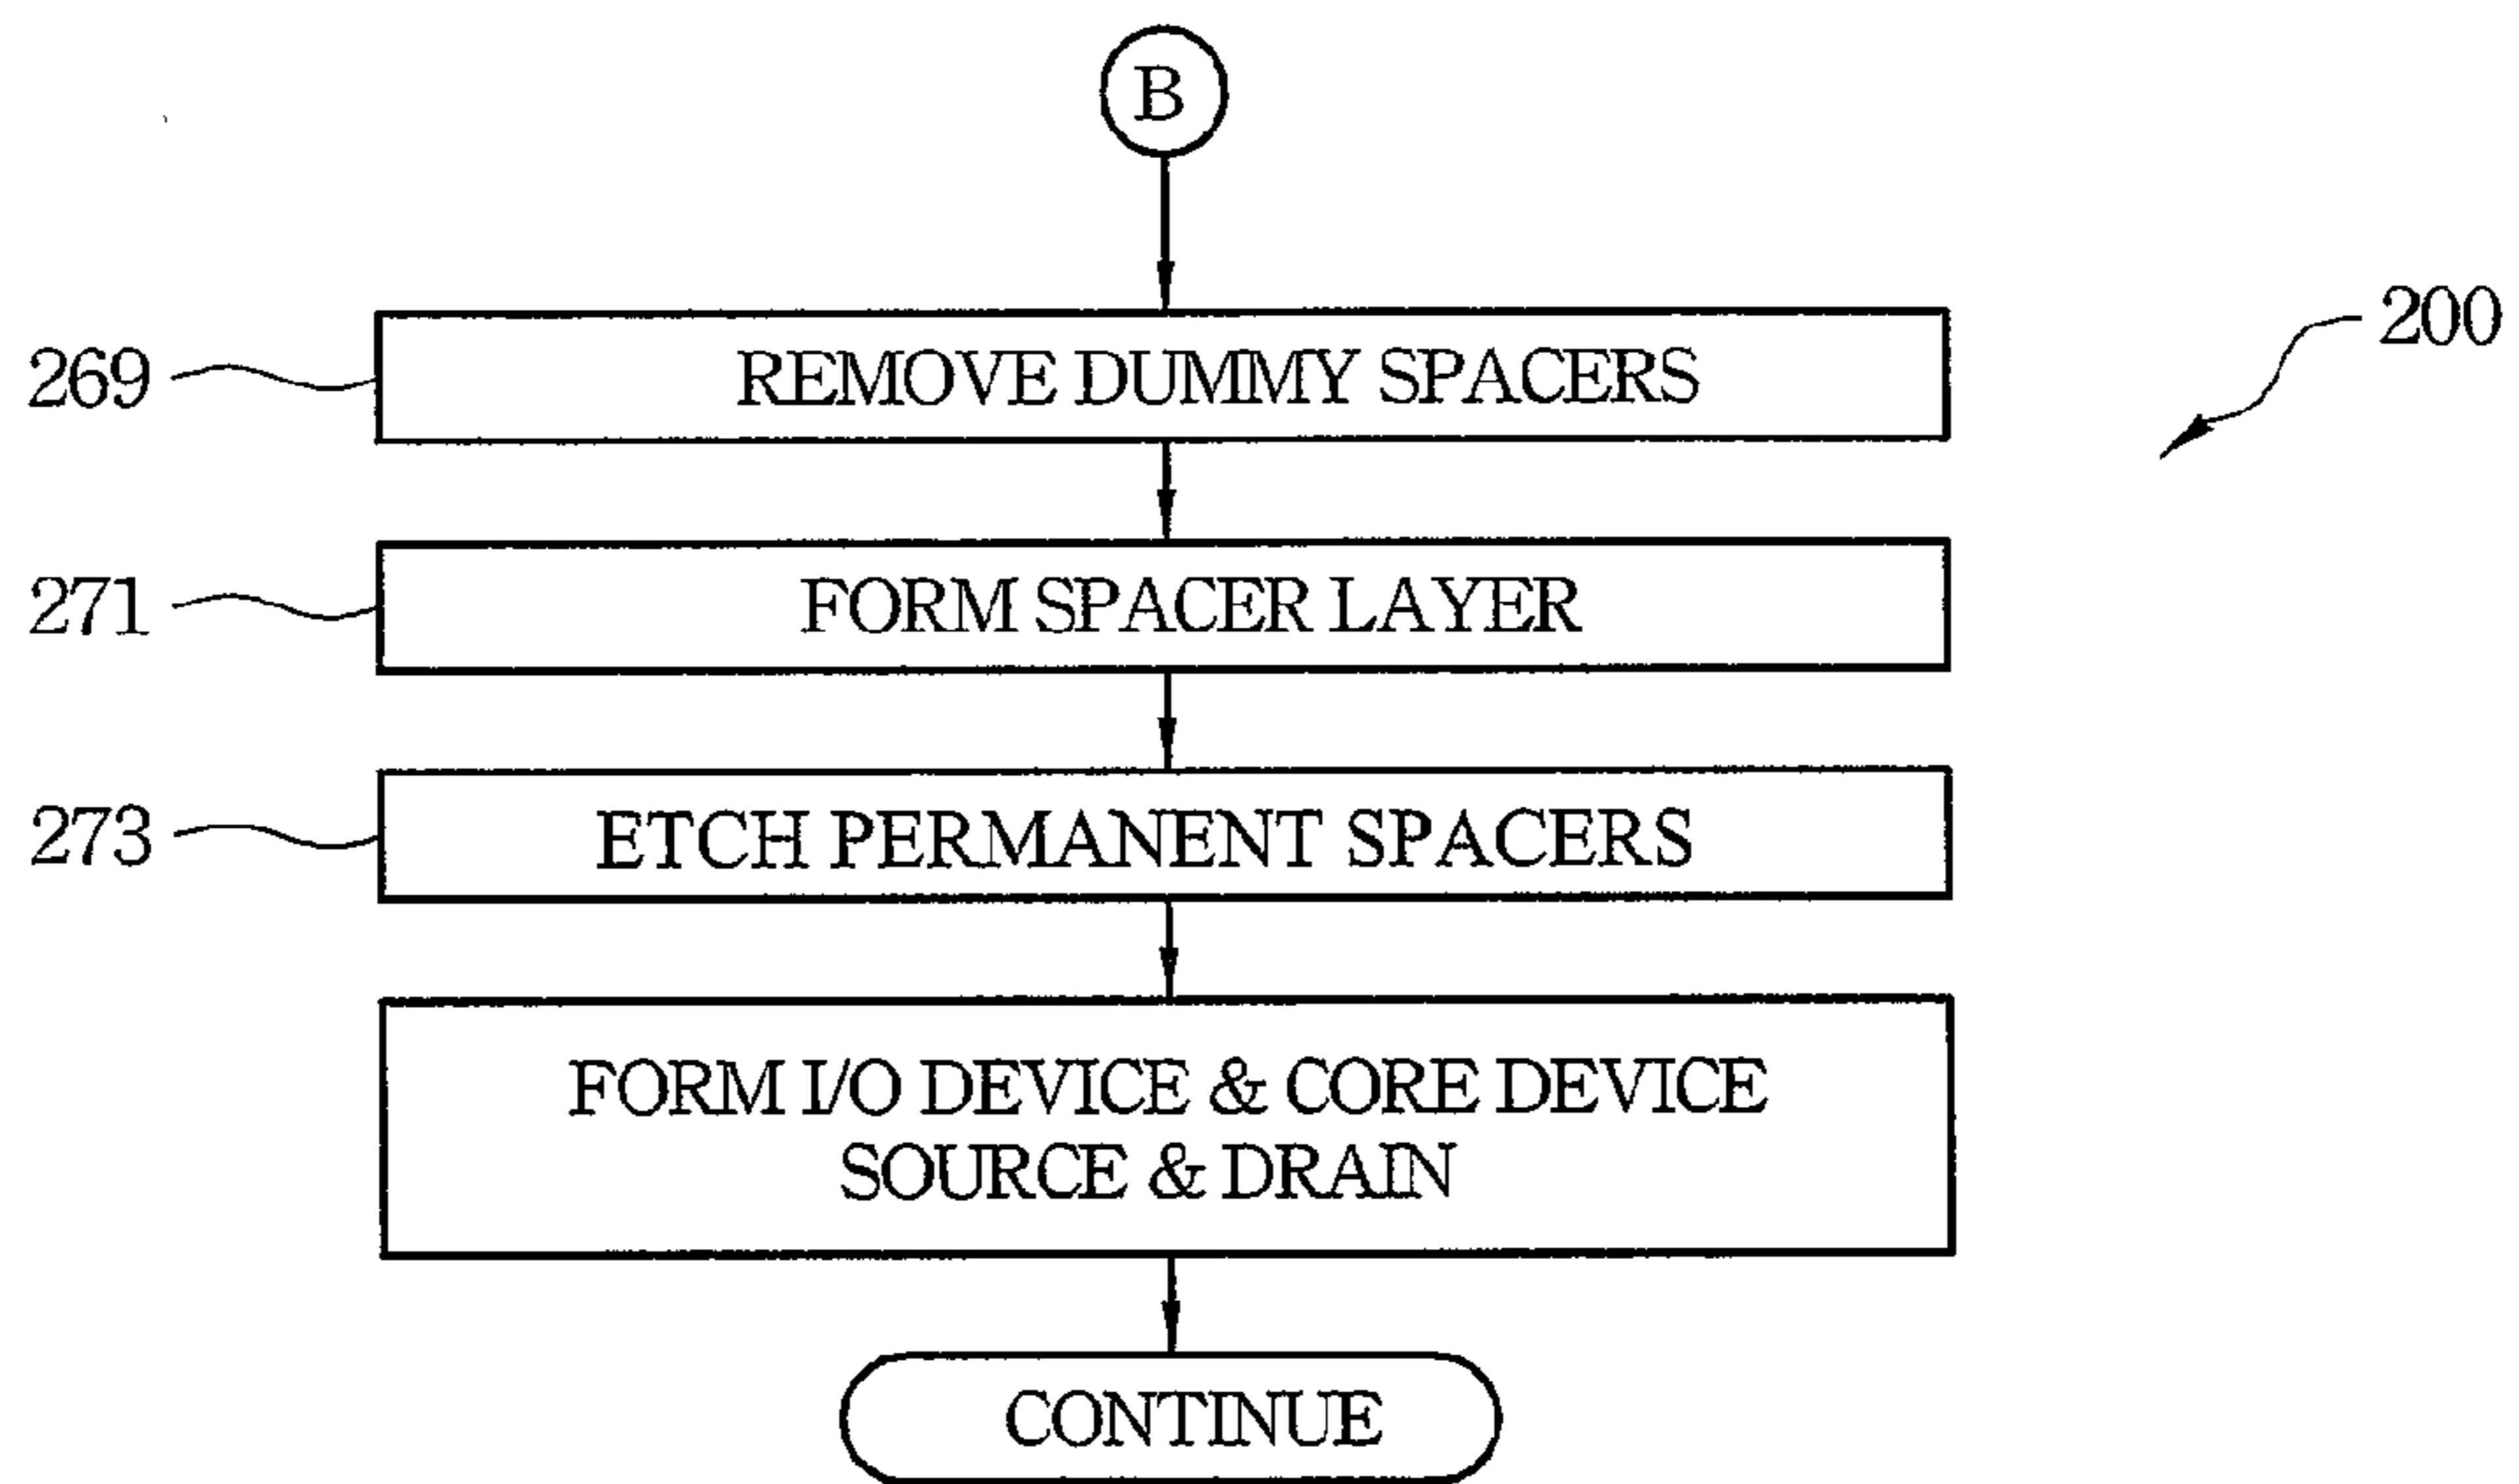 B
200
269 REMOVE DUMMY SPACERS
271 FORM SPACER LAYER
273 ETCH PERMANENT SPACERS
FORM I/O DEVICE & CORE DEVICE
SOURCE & DRAIN
CONTINUE